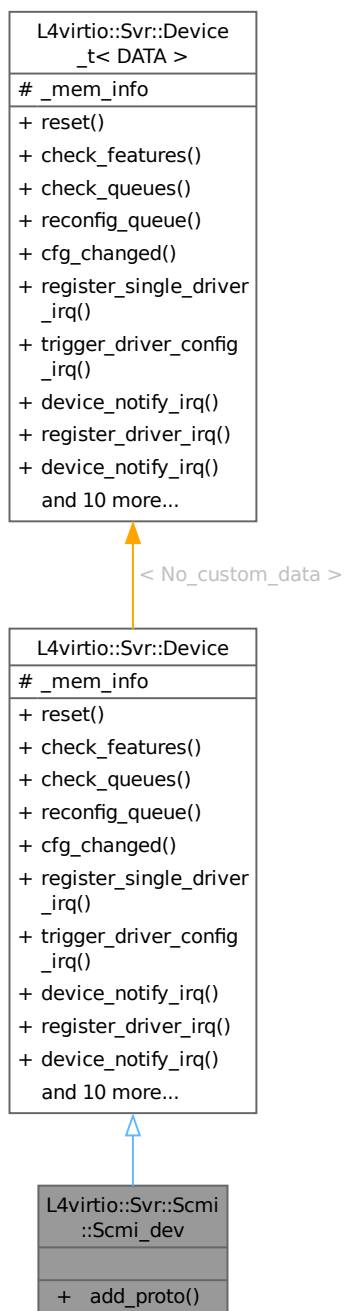 L4virtio::Svr::Device
_t< DATA >
# _mem_info
+ reset()
+ check_features()
+ check_queues()
+ reconfig_queue()
+ cfg_changed()
+ register_single_driver
_irq()
+ trigger_driver_config
_irq()
+ device_notify_irq()
+ register_driver_irq()
+ device_notify_irq()
and 10 more...
< No_custom_data >
L4virtio::Svr::Device
# _mem_info
+ reset()
+ check_features()
+ check_queues()
+ reconfig_queue()
+ cfg_changed()
+ register_single_driver
_irq()
+ trigger_driver_config
_irq()
+ device_notify_irq()
+ register_driver_irq()
+ device_notify_irq()
and 10 more...
L4virtio::Svr::Scmi
::Scmi_dev
+ add_proto()